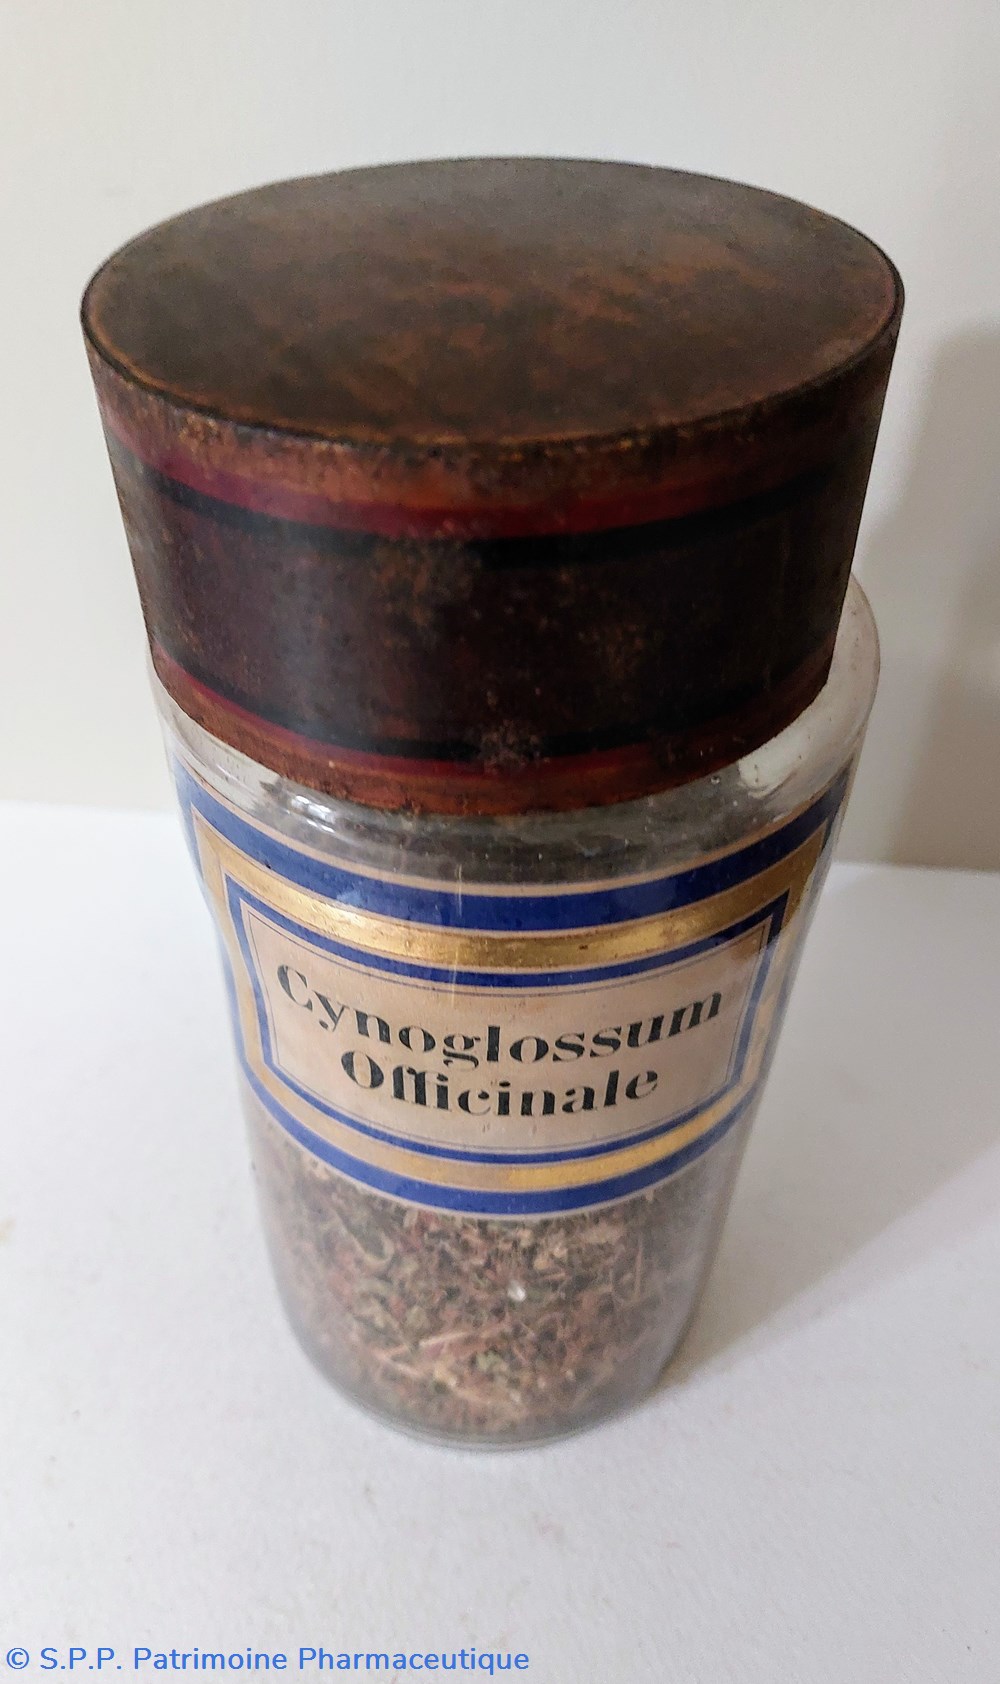 Cynoglossum
Officinale
© S.P.P. Patrimoine Pharmaceutique